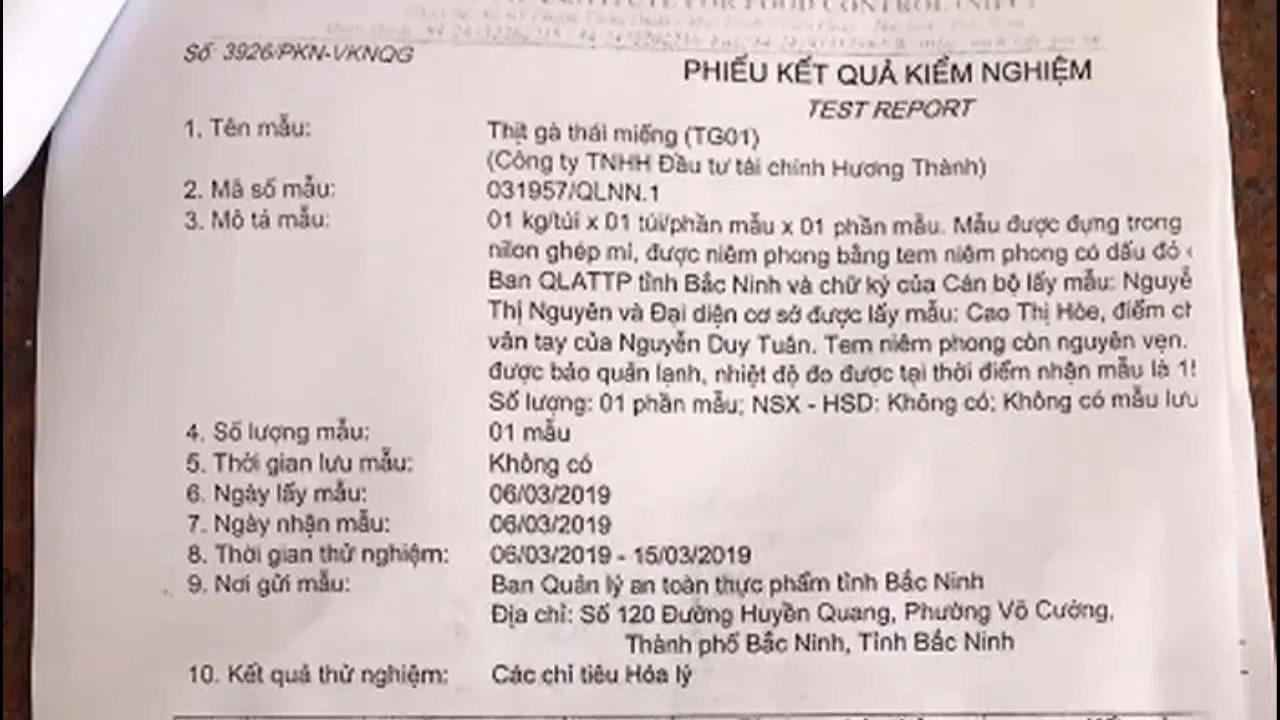 INSTITUTE FOR FOOD CONTROL (NIFC)
Số 3926/PKN-VKNQG
PHIẾU KẾT QUẢ KIỂM NGHIỆM
TEST REPORT
1. Tên mẫu: Thịt gà thái miếng (TG01)
(Công ty TNHH Đầu tư tài chính Hương Thành)
2. Mã số mẫu: 031957/QLNN.1
3. Mô tả mẫu: 01 kg/túi x 01 túi/phần mẫu x 01 phần mẫu. Mẫu được đựng trong
nilon ghép mí, được niêm phong bằng tem niêm phong có dấu đỏ
Ban QLATTP tỉnh Bắc Ninh và chữ ký của Cán bộ lấy mẫu: Nguyễ
Thị Nguyên và Đại diện cơ sở được lấy mẫu: Cao Thị Hòe, điểm ch
vân tay của Nguyễn Duy Tuân. Tem niêm phong còn nguyên vẹn.
được bảo quản lạnh, nhiệt độ đo được tại thời điểm nhận mẫu là
Số lượng: 01 phần mẫu; NSX - HSD: Không có; Không có mẫu lưu
4. Số lượng mẫu: 01 mẫu
5. Thời gian lưu mẫu: Không có
6. Ngày lấy mẫu: 06/03/2019
7. Ngày nhận mẫu: 06/03/2019
8. Thời gian thử nghiệm: 06/03/2019 - 15/03/2019
9. Nơi gửi mẫu: Ban Quản lý an toàn thực phẩm tỉnh Bắc Ninh
Địa chỉ: Số 120 Đường Huyền Quang, Phường Võ Cường,
Thành phố Bắc Ninh, Tỉnh Bắc Ninh
10. Kết quả thử nghiệm: Các chỉ tiêu Hóa lý